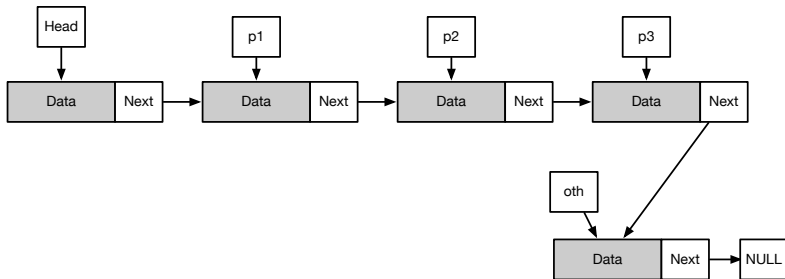 Head
p1
p2
p3
Data Next
Data Next
Data Next
Data Next
oth
Data Next
NULL